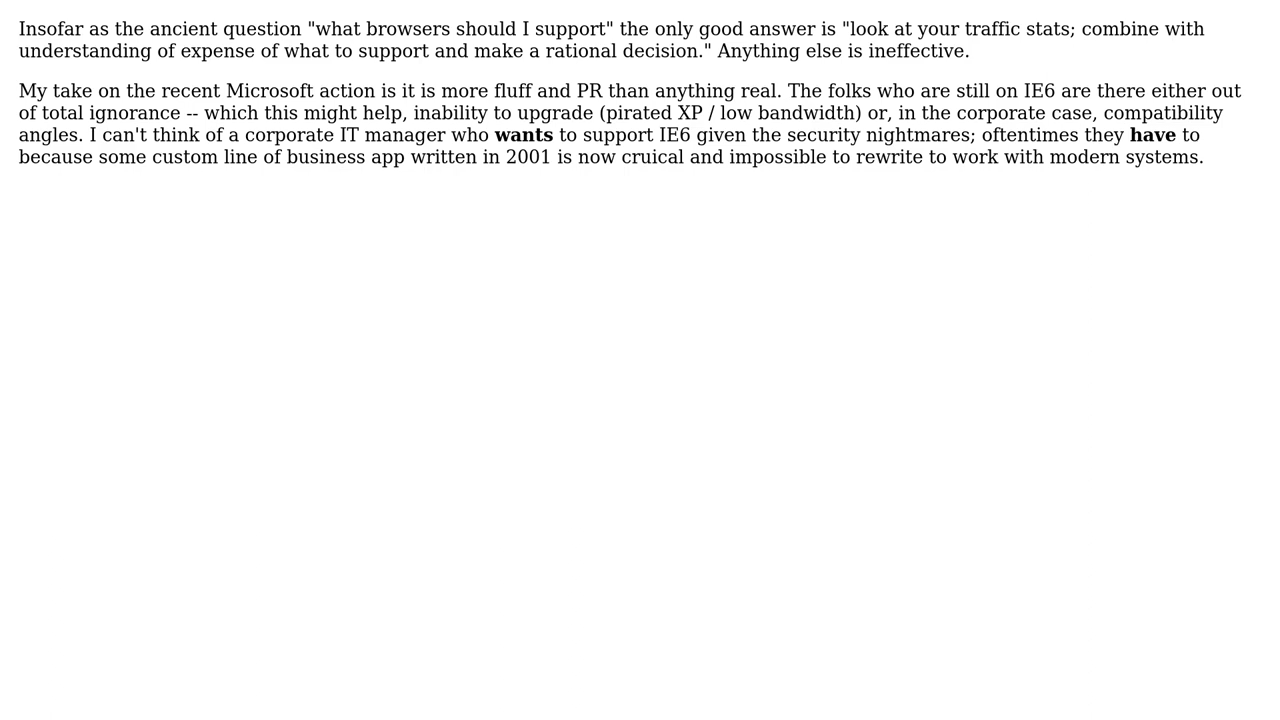 Insofar as the ancient question "what browsers should I support" the only good answer is "look at your traffic stats; combine with
understanding of expense of what to support and make a rational decision." Anything else is ineffective.
My take on the recent Microsoft action is it is more fluff and PR than anything real. The folks who are still on IE6 are there either out
of total ignorance -- which this might help, inability to upgrade (pirated XP / low bandwidth) or, in the corporate case, compatibility
angles. I can't think of a corporate IT manager who wants to support IE6 given the security nightmares; oftentimes they have to
because some custom line of business app written in 2001 is now cruical and impossible to rewrite to work with modern systems.